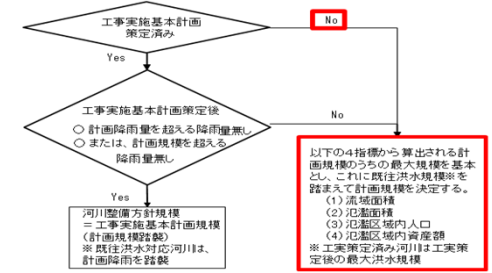 工事実施基本計画
策定済み
No
Yes
工事実施基本計画策定後
○ 計画降雨量を超える降雨量無し
○ または、計画規模を超える
降雨量無し
No
Yes
河川整備方針規模
＝工事実施基本計画規模
(計画規模踏襲)
※既往洪水対応河川は、
計画降雨を踏襲
以下の４指標から算出される計
画規模のうちの最大規模を基本
とし、これに既往洪水規模※を
踏まえて計画規模を決定する。
(1) 流域面積
(2) 氾濫面積
(3) 氾濫区域内人口
(4) 氾濫区域内資産額
※工実策定済み河川は工実策
定後の最大洪水規模